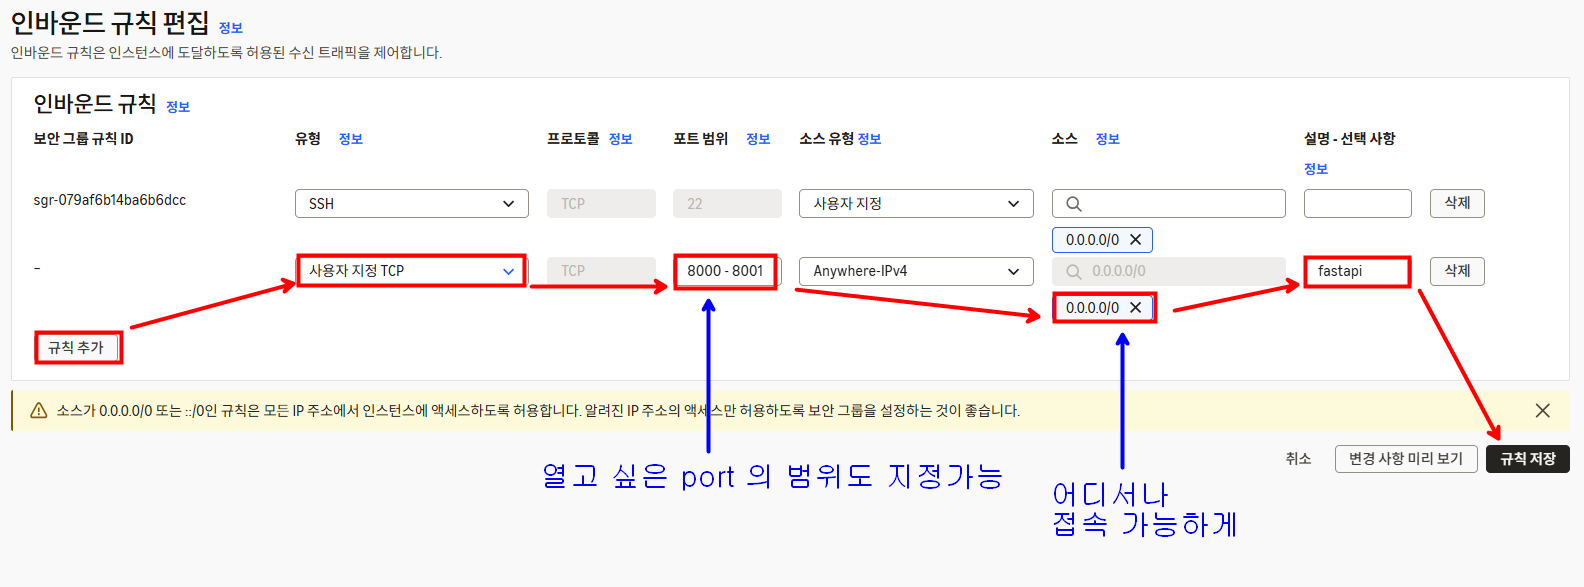 인바운드 규칙 편집 정보
인바운드 규칙은 인스턴스에 도달하도록 허용된 수신 트래픽을 제어합니다.
인바운드 규칙 정보
보안 그룹 규칙 ID 유형 정보 프로토콜 정보 포트 범위 정보 소스 유형 정보 소스 정보 설명 - 선택 사항
정보
sgr-079af6b14ba6b6dcc SSH TCP 22 사용자 지정 삭제
0.0.0.0/0
- 사용자 지정 TCP TCP 8000 - 8001 Anywhere-IPv4 0.0.0.0/0 fastapi 삭제
0.0.0.0/0
규칙 추가
소스가 0.0.0.0/0 또는 ::/0인 규칙은 모든 IP 주소에서 인스턴스에 액세스하도록 허용합니다. 알려진 IP 주소의 액세스만 허용하도록 보안 그룹을 설정하는 것이 좋습니다.
취소 변경 사항 미리 보기 규칙 저장
열고 싶은 port 의 범위도 지정가능
어디서나
접속 가능하게